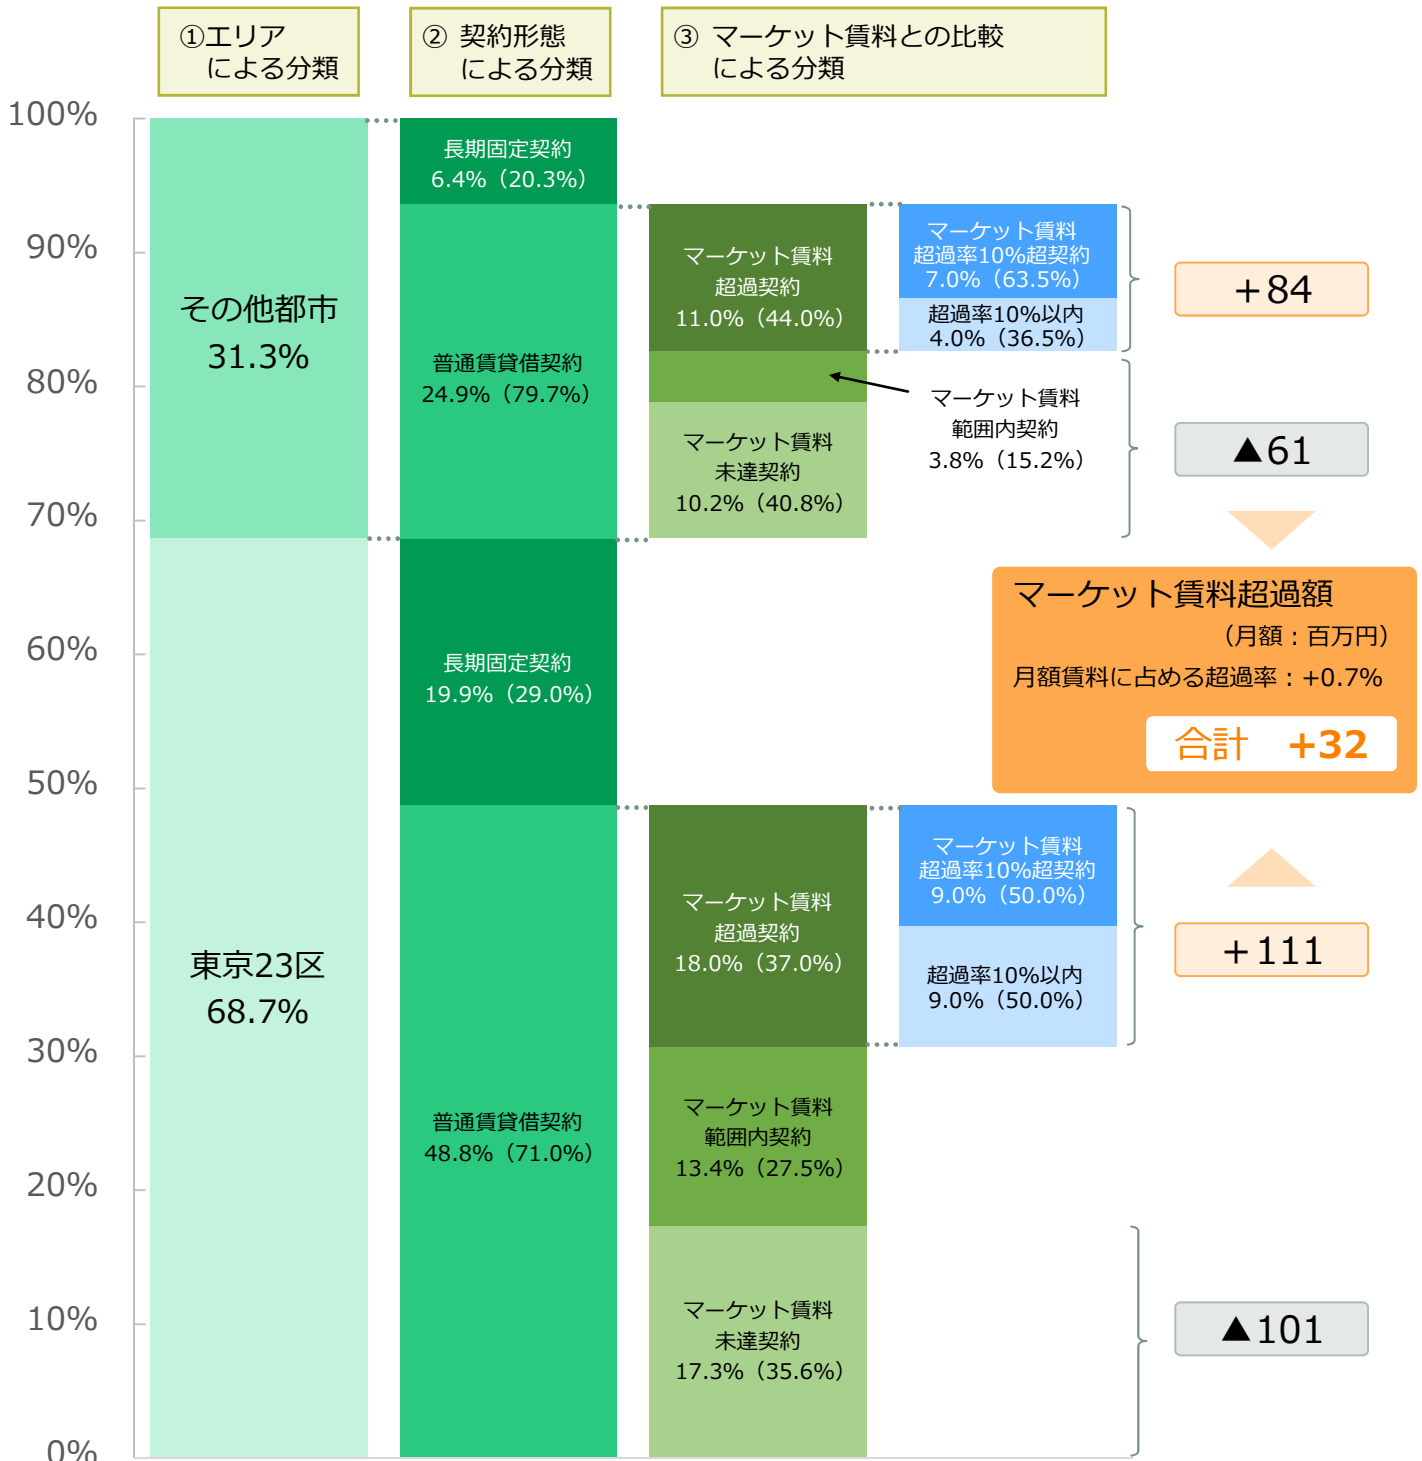 ①エリア
による分類
② 契約形態
による分類
③ マーケット賃料との比較
による分類
100%
90%
80%
70%
60%
50%
40%
30%
20%
10%
0%
その他都市
31.3%
東京23区
68.7%
長期固定契約
6.4%（20.3%）
普通賃貸借契約
24.9%（79.7%）
長期固定契約
19.9%（29.0%）
普通賃貸借契約
48.8%（71.0%）
マーケット賃料
超過契約
11.0%（44.0%）
マーケット賃料
未達契約
10.2%（40.8%）
マーケット賃料
超過率10%超契約
7.0%（63.5%）
超過率10%以内
4.0%（36.5%）
マーケット賃料
範囲内契約
3.8%（15.2%）
+84
▲61
マーケット賃料超過額
（月額：百万円）
月額賃料に占める超過率：+0.7%
合計 +32
マーケット賃料
超過契約
18.0%（37.0%）
マーケット賃料
範囲内契約
13.4%（27.5%）
マーケット賃料
未達契約
17.3%（35.6%）
マーケット賃料
超過率10%超契約
9.0%（50.0%）
超過率10%以内
9.0%（50.0%）
+111
▲101